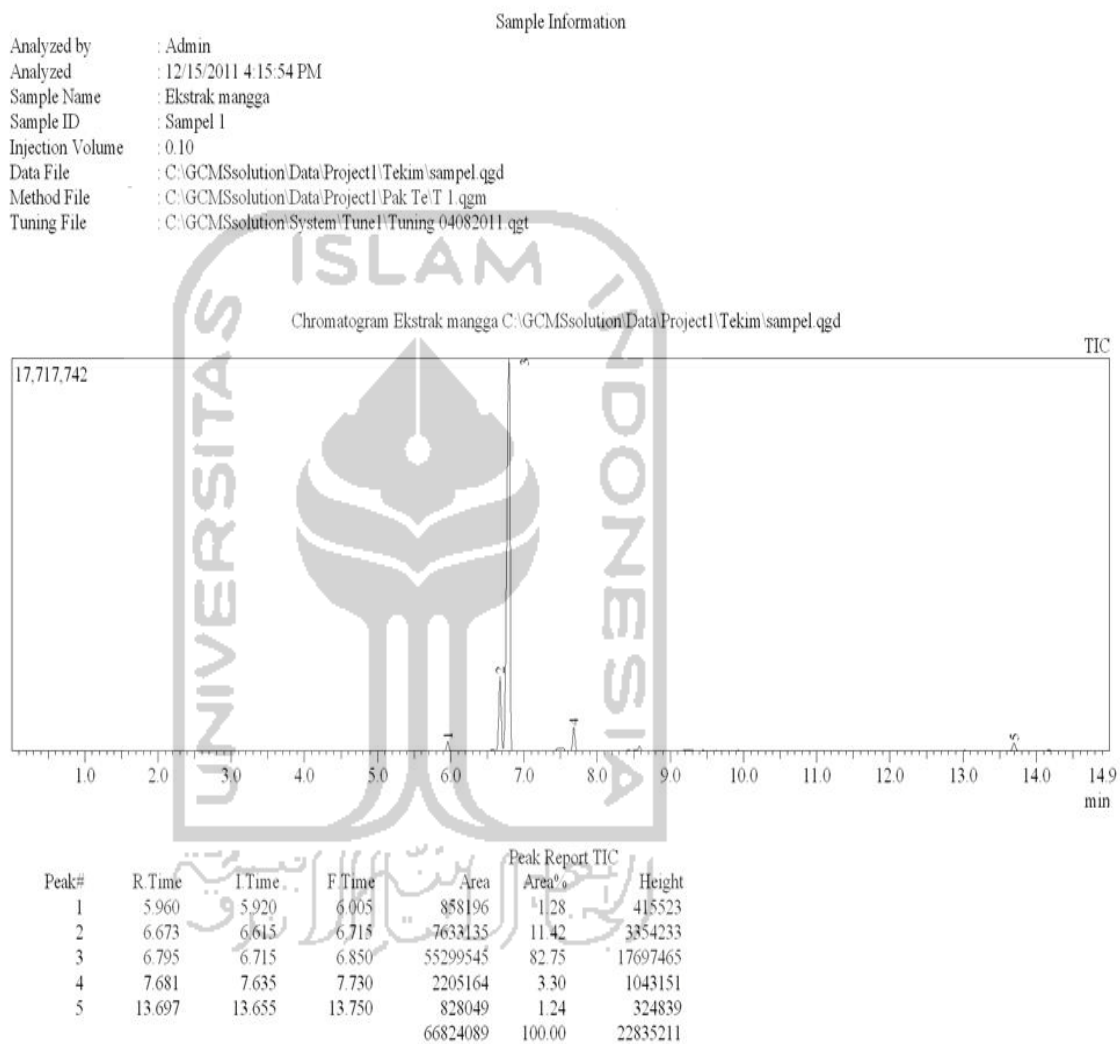 Sample Information
Analyzed by : Admin
Analyzed : 12/15/2011 4:15:54 PM
Sample Name : Ekstrak mangga
Sample ID : Sampel 1
Injection Volume : 0.10
Data File : C:\GCMSsolution\Data\Project1\Tekim\sampel.qgd
Method File : C:\GCMSsolution\Data\Project1\Pak Te\T 1.qgm
Tuning File : C:\GCMSsolution\System\Tune1\Tuning 04082011.qgt
UNIVERSITAS ISLAM INDONESIA
Chromatogram Ekstrak mangga C:\GCMSsolution\Data\Project1\Tekim\sampel.qgd
TIC
17,717,742
1
2
3
4
5
1.0 2.0 3.0 4.0 5.0 6.0 7.0 8.0 9.0 10.0 11.0 12.0 13.0 14.0 14.9
min
Peak Report TIC
Peak# R.Time I.Time F.Time Area Area% Height
1 5.960 5.920 6.005 858196 1.28 415523
2 6.673 6.615 6.715 7633135 11.42 3354233
3 6.795 6.715 6.850 55299545 82.75 17697465
4 7.681 7.635 7.730 2205164 3.30 1043151
5 13.697 13.655 13.750 828049 1.24 324839
66824089 100.00 22835211